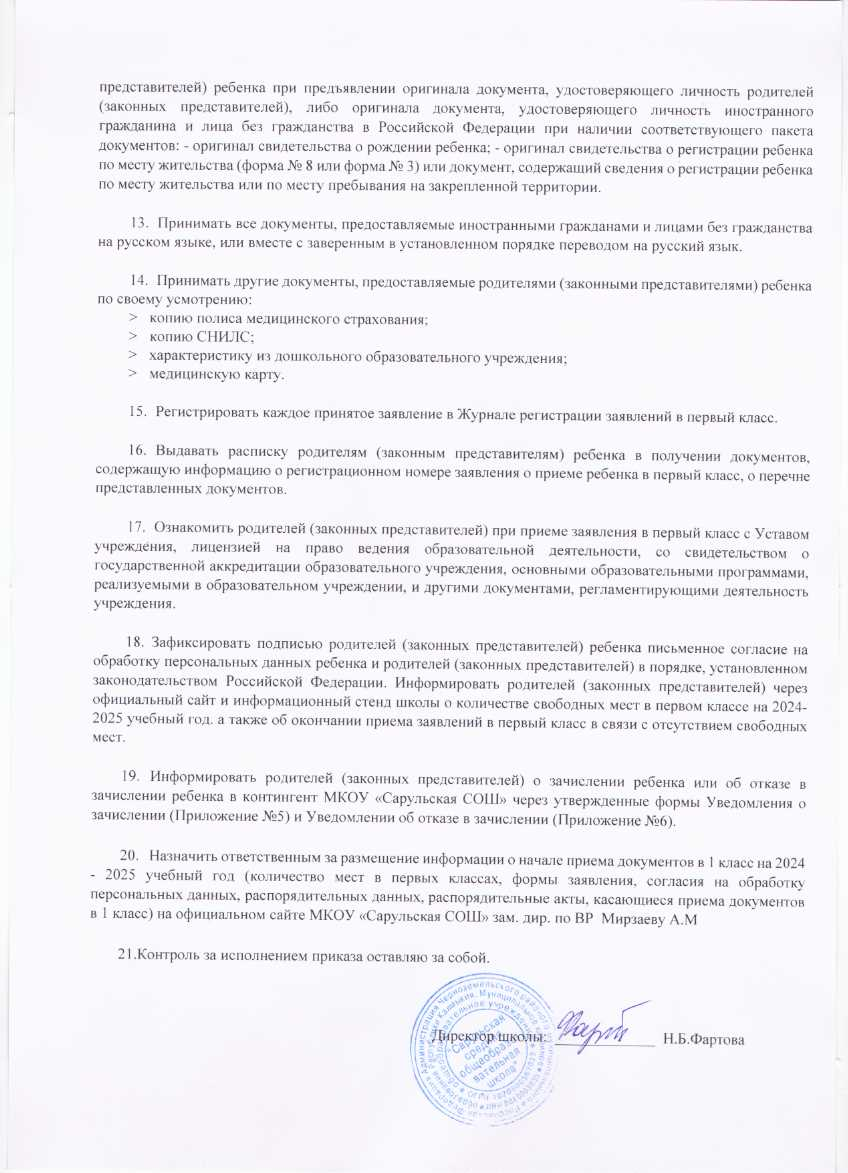 представителей) ребенка при предъявлении оригинала документа, удостоверяющего личность родителей
(законных представителей), либо оригинала документа, удостоверяющего личность иностранного
гражданина и лица без гражданства в Российской Федерации при наличии соответствующего пакета
документов: - оригинал свидетельства о рождении ребенка; - оригинал свидетельства о регистрации ребенка
по месту жительства (форма № 8 или форма № 3) или документ, содержащий сведения о регистрации ребенка
по месту жительства или по месту пребывания на закрепленной территории.
13. Принимать все документы, предоставляемые иностранными гражданами и лицами без гражданства
на русском языке, или вместе с заверенным в установленном порядке переводом на русский язык.
14. Принимать другие документы, предоставляемые родителями (законными представителями) ребенка
по своему усмотрению:
> копию полиса медицинского страхования;
> копию СНИЛС;
> характеристику из дошкольного образовательного учреждения;
> медицинскую карту.
15. Регистрировать каждое принятое заявление в Журнале регистрации заявлений в первый класс.
16. Выдавать расписку родителям (законным представителям) ребенка в получении документов,
содержащую информацию о регистрационном номере заявления о приеме ребенка в первый класс, о перечне
представленных документов.
17. Ознакомить родителей (законных представителей) при приеме заявления в первый класс с Уставом
учреждения, лицензией на право ведения образовательной деятельности, со свидетельством о
государственной аккредитации образовательного учреждения, основными образовательными программами,
реализуемыми в образовательном учреждении, и другими документами, регламентирующими деятельность
учреждения.
18. Зафиксировать подписью родителей (законных представителей) ребенка письменное согласие на
обработку персональных данных ребенка и родителей (законных представителей) в порядке, установленном
законодательством Российской Федерации. Информировать родителей (законных представителей) через
официальный сайт и информационный стенд школы о количестве свободных мест в первом классе на 2024-
2025 учебный год. а также об окончании приема заявлений в первый класс в связи с отсутствием свободных
мест.
19. Информировать родителей (законных представителей) о зачислении ребенка или об отказе в
зачислении ребенка в контингент МКОУ «Сарульская СОШ» через утвержденные формы Уведомления о
зачислении (Приложение №5) и Уведомлении об отказе в зачислении (Приложение №6).
20. Назначить ответственным за размещение информации о начале приема документов в 1 класс на 2024
- 2025 учебный год (количество мест в первых классах, формы заявления, согласия на обработку
персональных данных, распорядительных данных, распорядительные акты, касающиеся приема документов
в 1 класс) на официальном сайте МКОУ «Сарульская СОШ» зам. дир. по ВР Мирзаеву А.М
21.Контроль за исполнением приказа оставляю за собой.
Директор школы: Н.Б.Фартова
"Сарульская
средняя
общеобразо-
вательная
школа"